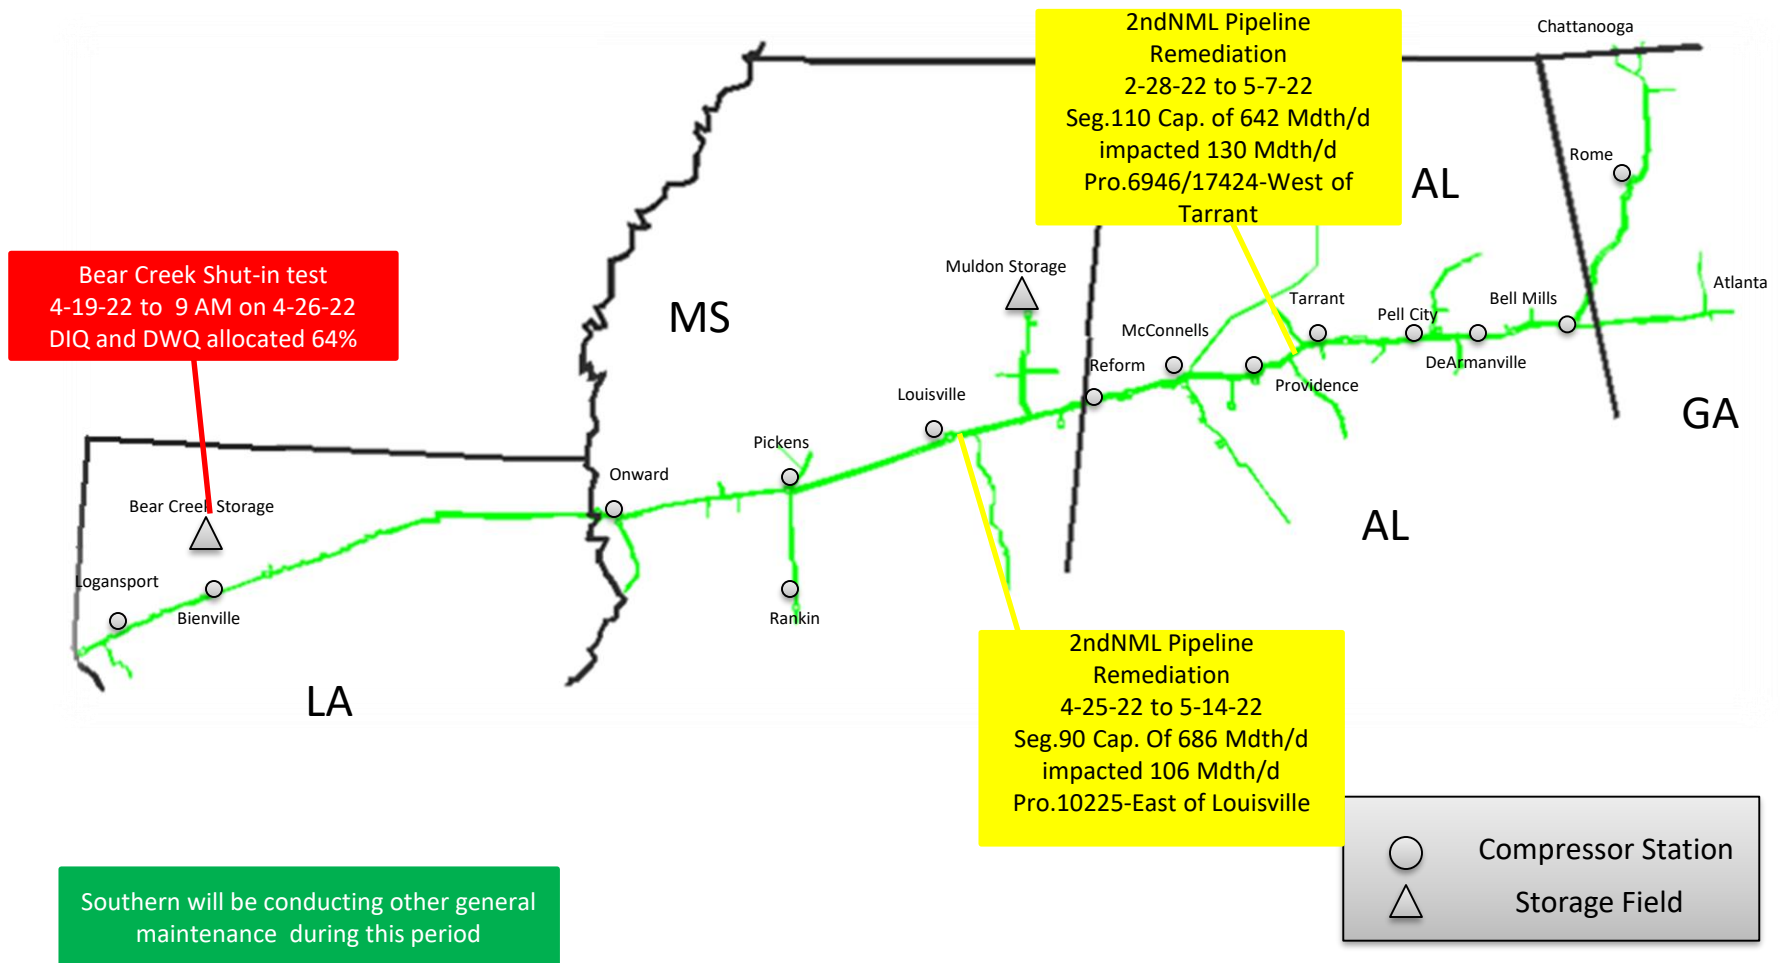 2ndNML Pipeline
Remediation
2-28-22 to 5-7-22
Seg.110 Cap. of 642 Mdth/d
impacted 130 Mdth/d
Pro.6946/17424-West of
Tarrant
Chattanooga
Rome
AL
Bear Creek Shut-in test
4-19-22 to  9 AM on 4-26-22
DIQ and DWQ allocated 64%
Muldon Storage
MS
Tarrant
Pell City
Bell Mills
Atlanta
McConnells
Reform
Providence
DeArmanville
Louisville
GA
Pickens
Onward
Bear Creek Storage
AL
Logansport
Bienville
Rankin
LA
2ndNML Pipeline
Remediation
4-25-22 to 5-14-22
Seg.90 Cap. Of 686 Mdth/d
impacted 106 Mdth/d
Pro.10225-East of Louisville
Compressor Station
Storage Field
Southern will be conducting other general
maintenance  during this period